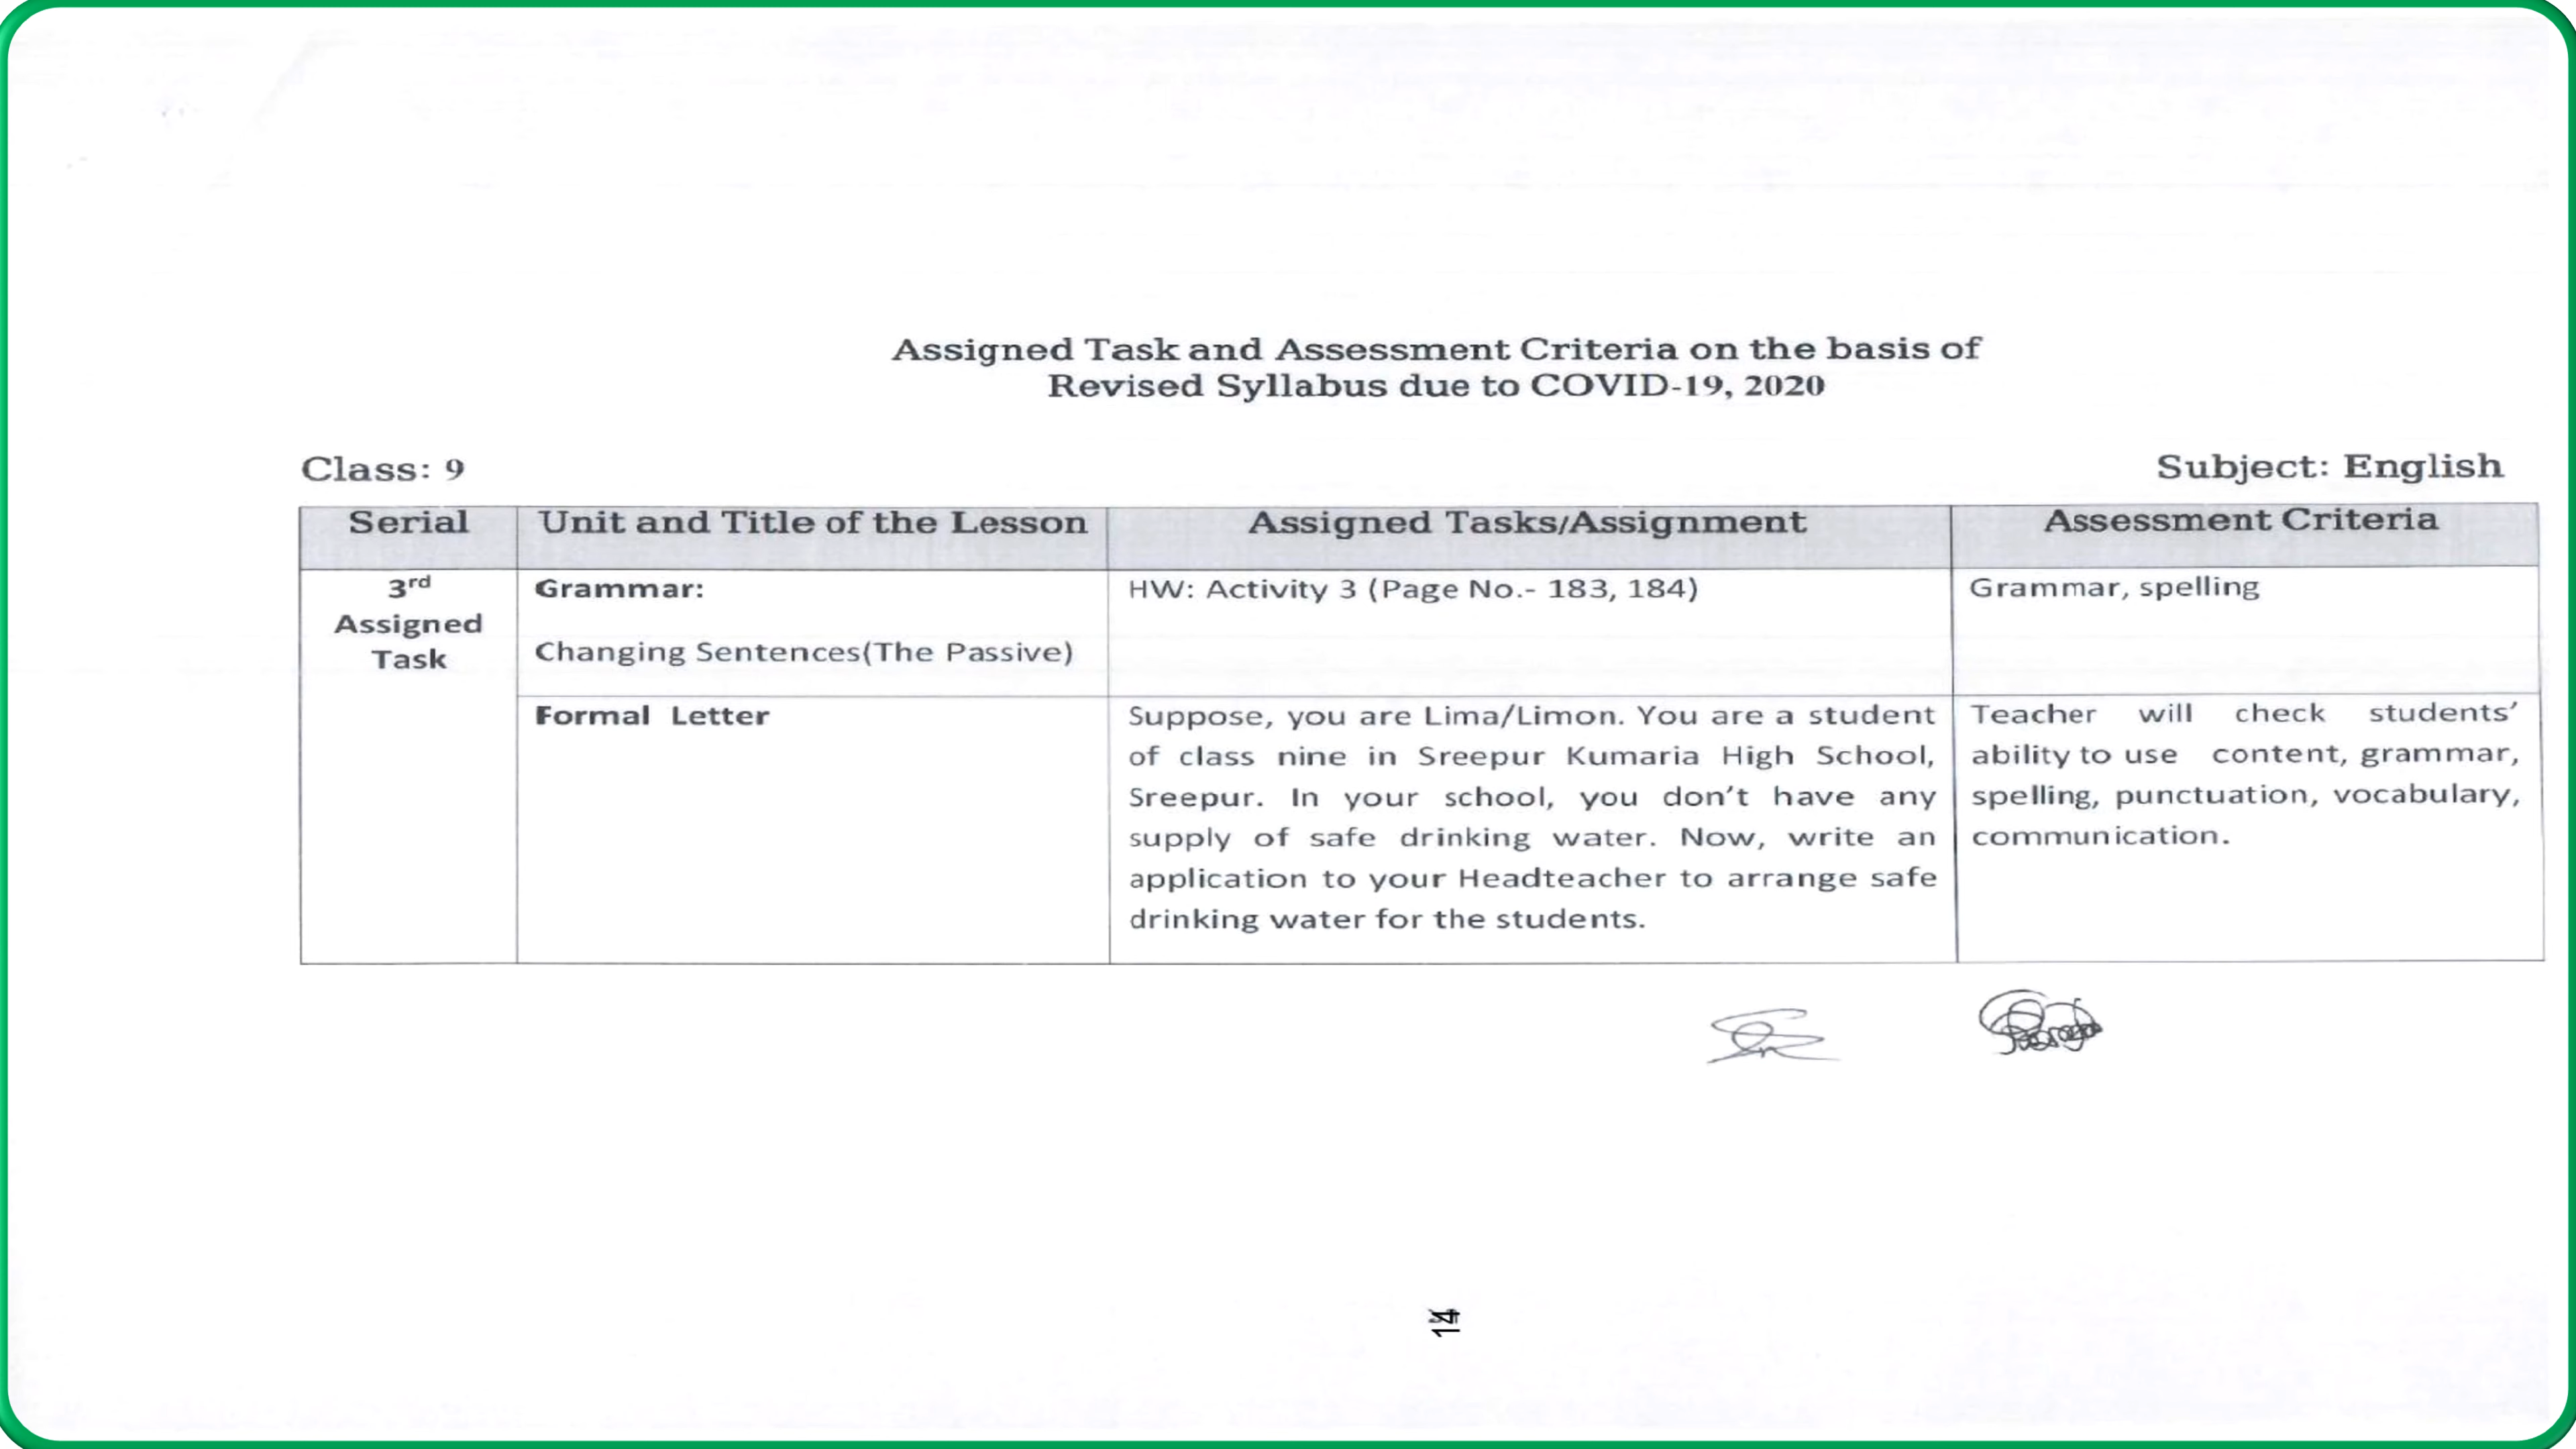 Assigned Task and Assessment Criteria on the basis of
Revised Syllabus due to COVID-19, 2020
Class: 9
Subject: English
Serial
Unit and Title of the Lesson
Assigned Tasks/Assignment
Assessment Criteria
3rd
Assigned
Task
Grammar:
Changing Sentences(The Passive)
HW: Activity 3 (Page No.- 183, 184)
Grammar, spelling
Formal Letter
Suppose, you are Lima/Limon. You are a student
of class nine in Sreepur Kumaria High School,
Sreepur. In your school, you don't have any
supply of safe drinking water. Now, write an
application to your Headteacher to arrange safe
drinking water for the students.
Teacher will check students'
ability to use content, grammar,
spelling, punctuation, vocabulary,
communication.
14